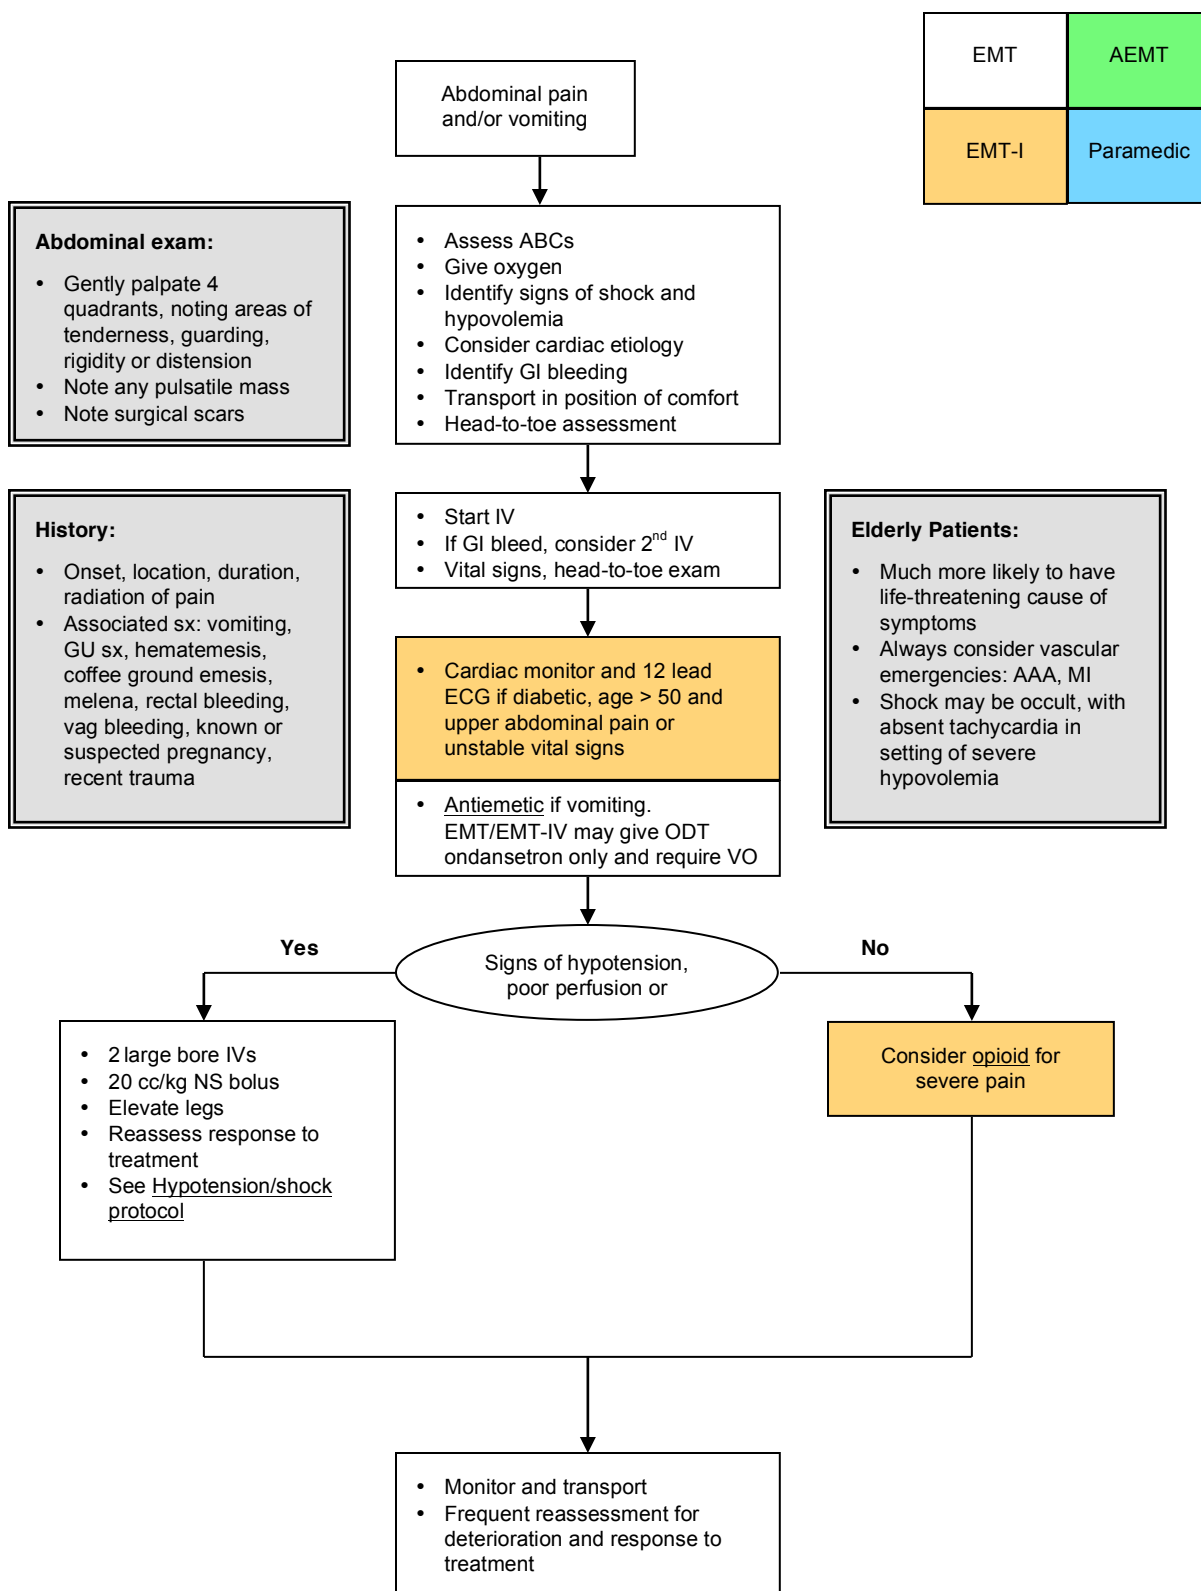 EMT
AEMT
EMT-I
Paramedic
Abdominal pain
and/or vomiting
Abdominal exam:
• Gently palpate 4
quadrants, noting areas of
tenderness, guarding,
rigidity or distension
• Note any pulsatile mass
• Note surgical scars
• Assess ABCs
• Give oxygen
• Identify signs of shock and
hypovolemia
• Consider cardiac etiology
• Identify GI bleeding
• Transport in position of comfort
• Head-to-toe assessment
History:
• Onset, location, duration,
radiation of pain
• Associated sx: vomiting,
GU sx, hematemesis,
coffee ground emesis,
melena, rectal bleeding,
vag bleeding, known or
suspected pregnancy,
recent trauma
• Start IV
• If GI bleed, consider 2nd IV
• Vital signs, head-to-toe exam
• Cardiac monitor and 12 lead
ECG if diabetic, age > 50 and
upper abdominal pain or
unstable vital signs
• Antiemetic if vomiting.
EMT/EMT-IV may give ODT
ondansetron only and require VO
Elderly Patients:
• Much more likely to have
life-threatening cause of
symptoms
• Always consider vascular
emergencies: AAA, MI
• Shock may be occult, with
absent tachycardia in
setting of severe
hypovolemia
Yes
Signs of hypotension,
poor perfusion or
No
• 2 large bore IVs
• 20 cc/kg NS bolus
• Elevate legs
• Reassess response to
treatment
• See Hypotension/shock
protocol
Consider opioid for
severe pain
• Monitor and transport
• Frequent reassessment for
deterioration and response to
treatment